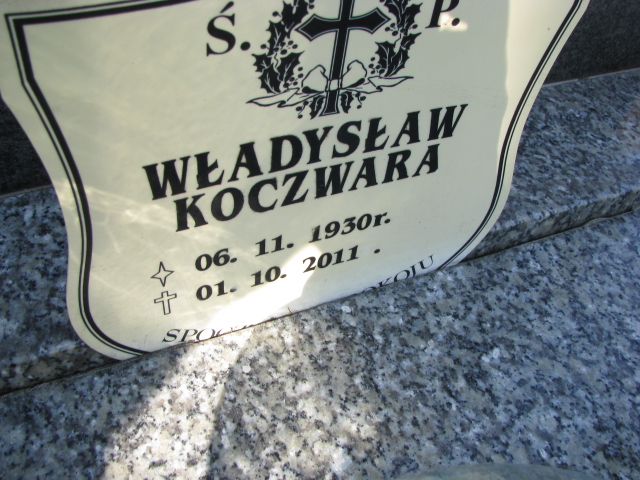 Ś. P.
WŁADYSŁAW
KOCZWARA
06. 11. 1930r.
01. 10. 2011 .